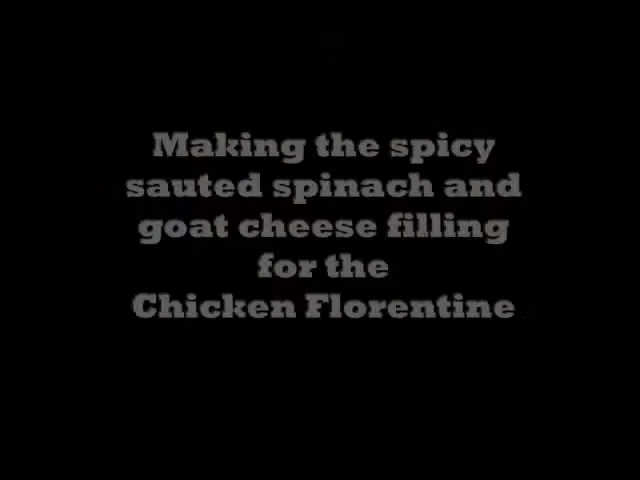 Making the spicy
sauted spinach and
goat cheese filling
for the
Chicken Florentine